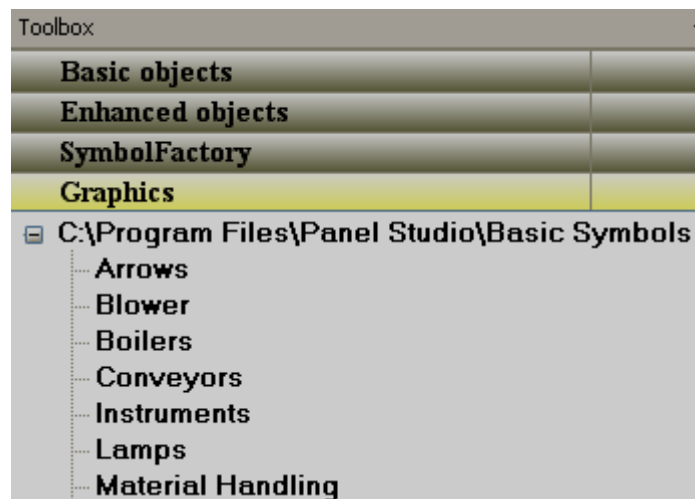 Toolbox
Basic objects
Enhanced objects
SymbolFactory
Graphics
C:\Program Files\Panel Studio\Basic Symbols
Arrows
Blower
Boilers
Conveyors
Instruments
Lamps
Material Handling